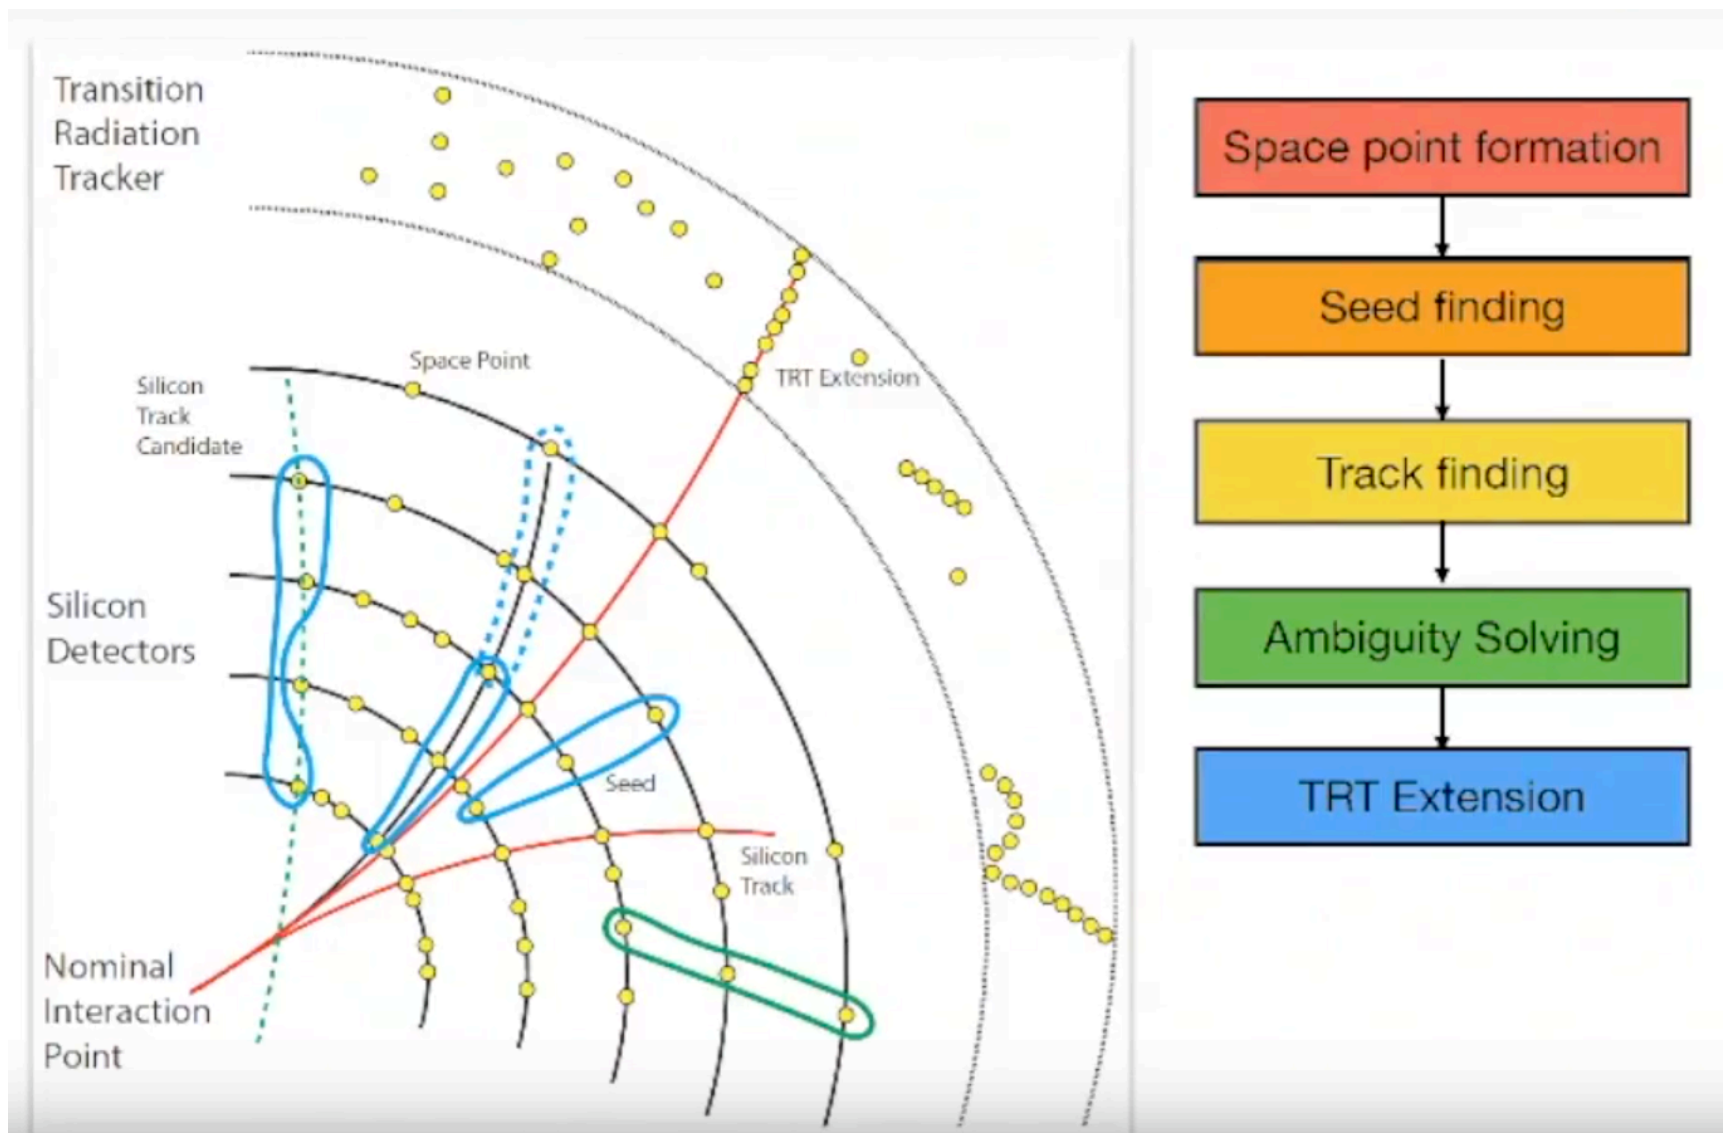 Transition
Radiation
Tracker
Space Point
Silicon
Track
Candidate
TRT Extension
Silicon
Detectors
Seed
Silicon
Track
Nominal
Interaction
Point
Space point formation
Seed finding
Track finding
Ambiguity Solving
TRT Extension